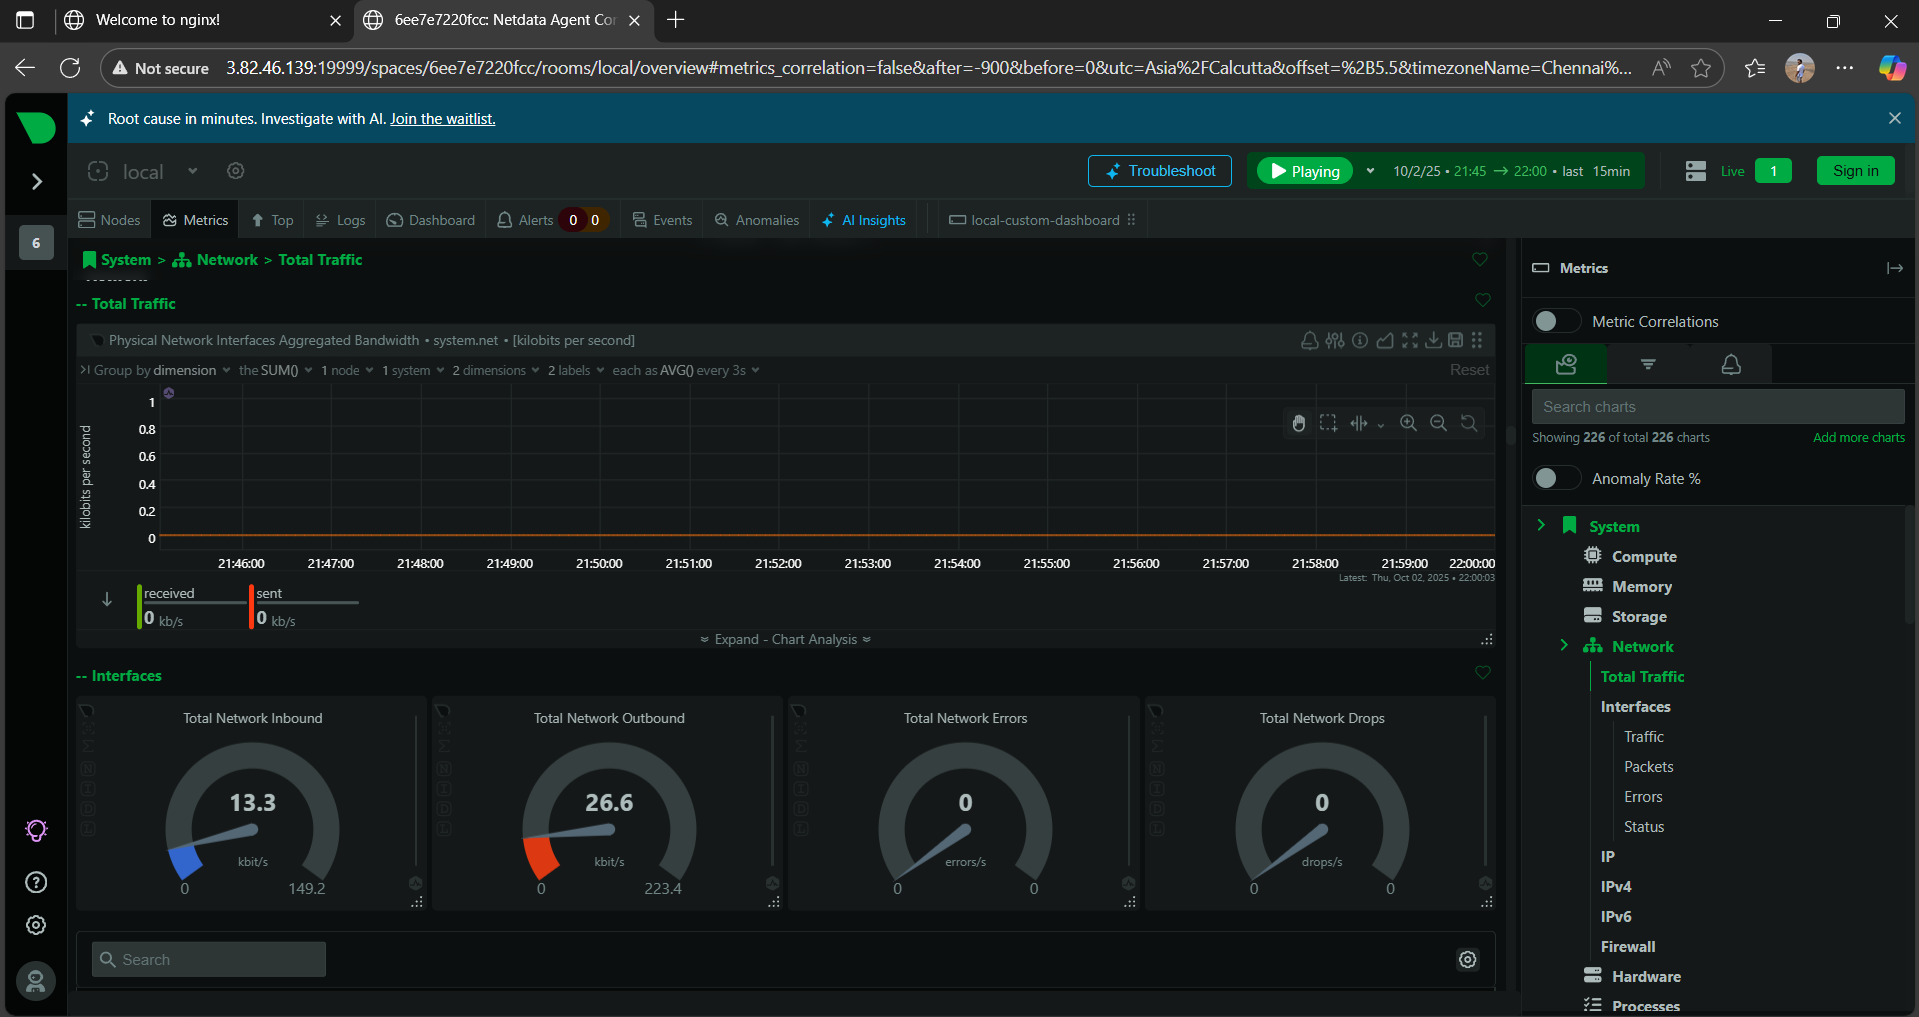 Welcome to nginx!
6ee7e7220fcc: Netdata Agent Co
Not secure 3.82.46.139:19999/spaces/6ee7e7220fcc/rooms/local/overview#metrics_correlation=false&after=-900&before=0&utc=Asia%2FCalcutta&offset=%2B5.5&timezoneName=Chennai%...
Root cause in minutes. Investigate with AI. Join the waitlist.
local
Troubleshoot
Playing 10/2/25 • 21:45 → 22:00 • last 15min
Live 1
Sign in
Nodes Metrics Top Logs Dashboard Alerts 0 0 Events Anomalies AI Insights local-custom-dashboard
6
System > Network > Total Traffic
-- Total Traffic
Physical Network Interfaces Aggregated Bandwidth • system.net • [kilobits per second]
Group by dimension the SUM() 1 node 1 system 2 dimensions 2 labels each as AVG() every 3s Reset
kilobits per second
1
0.8
0.6
0.4
0.2
0
21:46:00 21:47:00 21:48:00 21:49:00 21:50:00 21:51:00 21:52:00 21:53:00 21:54:00 21:55:00 21:56:00 21:57:00 21:58:00 21:59:00 22:00:00
Latest: Thu, Oct 02, 2025 • 22:00:03
received sent
0 kb/s 0 kb/s
Expand - Chart Analysis
-- Interfaces
Total Network Inbound
13.3
kbit/s
0 149.2
Total Network Outbound
26.6
kbit/s
0 223.4
Total Network Errors
0
errors/s
0 0
Total Network Drops
0
drops/s
0 0
Search
Metrics
Metric Correlations
Search charts
Showing 226 of total 226 charts Add more charts
Anomaly Rate %
System
Compute
Memory
Storage
Network
Total Traffic
Interfaces
Traffic
Packets
Errors
Status
IP
IPv4
IPv6
Firewall
Hardware
Processes